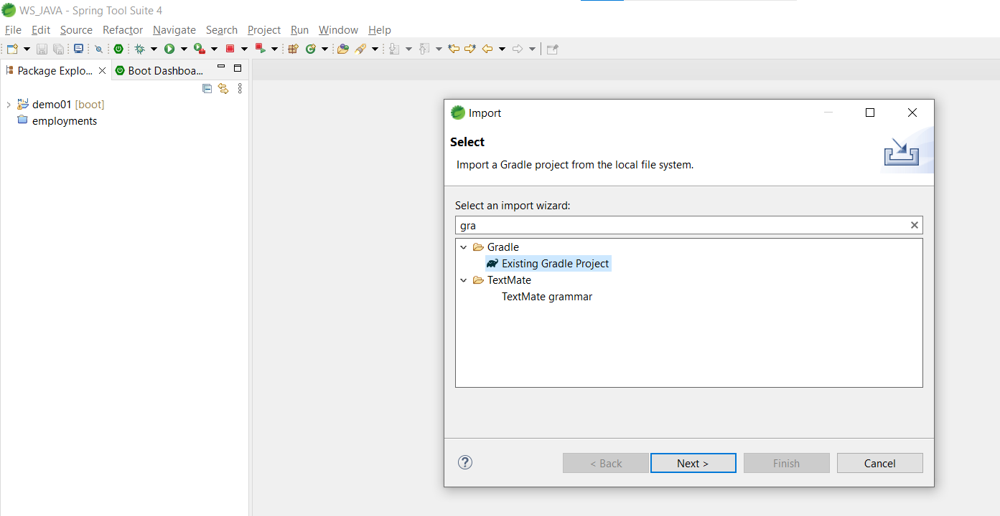 WS_JAVA - Spring Tool Suite 4
File Edit Source Refactor Navigate Search Project Run Window Help
Package Explo... Boot Dashboa...
demo01 [boot]
employments
Import
Select
Import a Gradle project from the local file system.
Select an import wizard:
gra
Gradle
Existing Gradle Project
TextMate
TextMate grammar
< Back Next > Finish Cancel